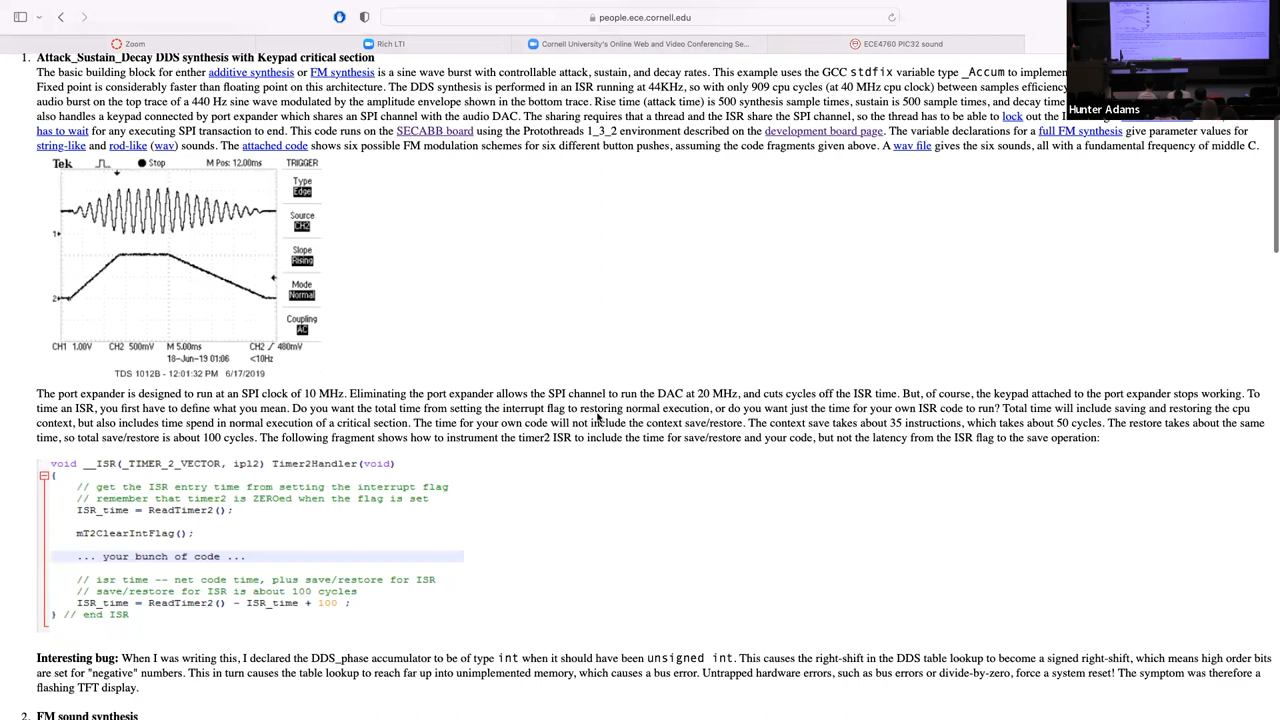 people.ece.cornell.edu
Zoom
Rich LTI
Cornell University's Online Web and Video Conferencing Se...
ECE4760 PIC32 sound
Hunter Adams
1. Attack_Sustain_Decay DDS synthesis with Keypad critical section
The basic building block for enther additive synthesis or FM synthesis is a sine wave burst with controllable attack, sustain, and decay rates. This example uses the GCC stdfix variable type _Accum to implemen
Fixed point is considerably faster than floating point on this architecture. The DDS synthesis is performed in an ISR running at 44KHz, so with only 909 cpu cycles (at 40 MHz cpu clock) between samples efficiency
audio burst on the top trace of a 440 Hz sine wave modulated by the amplitude envelope shown in the bottom trace. Rise time (attack time) is 500 synthesis sample times, sustain is 500 sample times, and decay time
also handles a keypad connected by port expander which shares an SPI channel with the audio DAC. The sharing requires that a thread and the ISR share the SPI channel, so the thread has to be able to lock out the
has to wait for any executing SPI transaction to end. This code runs on the SECABB board using the Protothreads 1_3_2 environment described on the development board page. The variable declarations for a full FM synthesis give parameter values for
string-like and rod-like (wav) sounds. The attached code shows six possible FM modulation schemes for six different button pushes, assuming the code fragments given above. A wav file gives the six sounds, all with a fundamental frequency of middle C.
Tek Stop M Pos: 12.00ms TRIGGER
Type
Edge
Source
CH2
Slope
Rising
Mode
Normal
Coupling
AC
1
2
CH1 1.00V CH2 500mV M 5.00ms CH2 480mV
18-Jun-19 01:06 <10Hz
TDS 1012B - 12:01:32 PM 6/17/2019
The port expander is designed to run at an SPI clock of 10 MHz. Eliminating the port expander allows the SPI channel to run the DAC at 20 MHz, and cuts cycles off the ISR time. But, of course, the keypad attached to the port expander stops working. To
time an ISR, you first have to define what you mean. Do you want the total time from setting the interrupt flag to restoring normal execution, or do you want just the time for your own ISR code to run? Total time will include saving and restoring the cpu
context, but also includes time spend in normal execution of a critical section. The time for your own code will not include the context save/restore. The context save takes about 35 instructions, which takes about 50 cycles. The restore takes about the same
time, so total save/restore is about 100 cycles. The following fragment shows how to instrument the timer2 ISR to include the time for save/restore and your code, but not the latency from the ISR flag to the save operation:
void __ISR(_TIMER_2_VECTOR, ipl2) Timer2Handler(void)
{
// get the ISR entry time from setting the interrupt flag
// remember that timer2 is ZEROed when the flag is set
ISR_time = ReadTimer2();
mT2ClearIntFlag();
... your bunch of code ...
// isr time -- net code time, plus save/restore for ISR
// save/restore for ISR is about 100 cycles
ISR_time = ReadTimer2() - ISR_time + 100 ;
} // end ISR
Interesting bug: When I was writing this, I declared the DDS_phase accumulator to be of type int when it should have been unsigned int. This causes the right-shift in the DDS table lookup to become a signed right-shift, which means high order bits
are set for "negative" numbers. This in turn causes the table lookup to reach far up into unimplemented memory, which causes a bus error. Untrapped hardware errors, such as bus errors or divide-by-zero, force a system reset! The symptom was therefore a
flashing TFT display.
2. FM sound synthesis